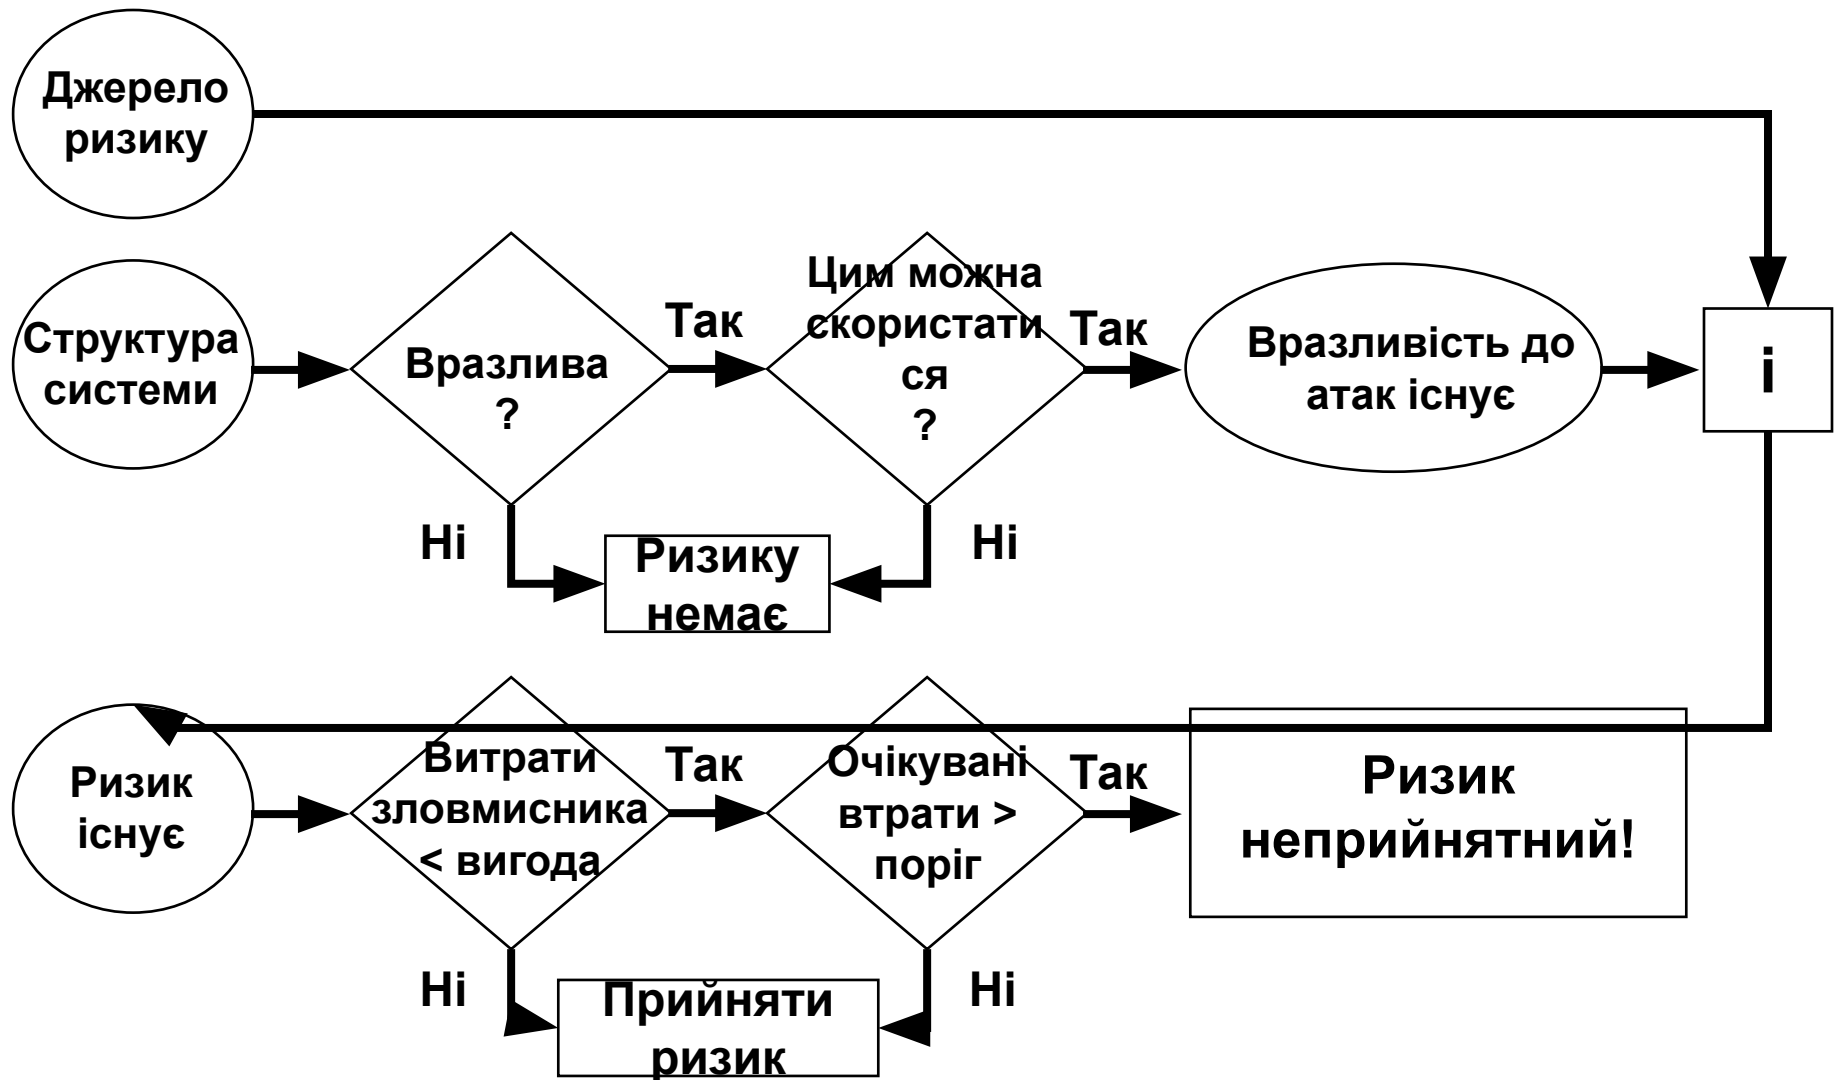 Джерело
ризику
Структура
системи
Вразлива
?
Так
Цим можна
скористати
ся
?
Так
Вразливість до
атак існує
і
Ні
Ризику
немає
Ні
Ризик
існує
Витрати
зловмисника
< вигода
Так
Очікувані
втрати >
поріг
Так
Ризик
неприйнятний!
Ні
Прийняти
ризик
Ні